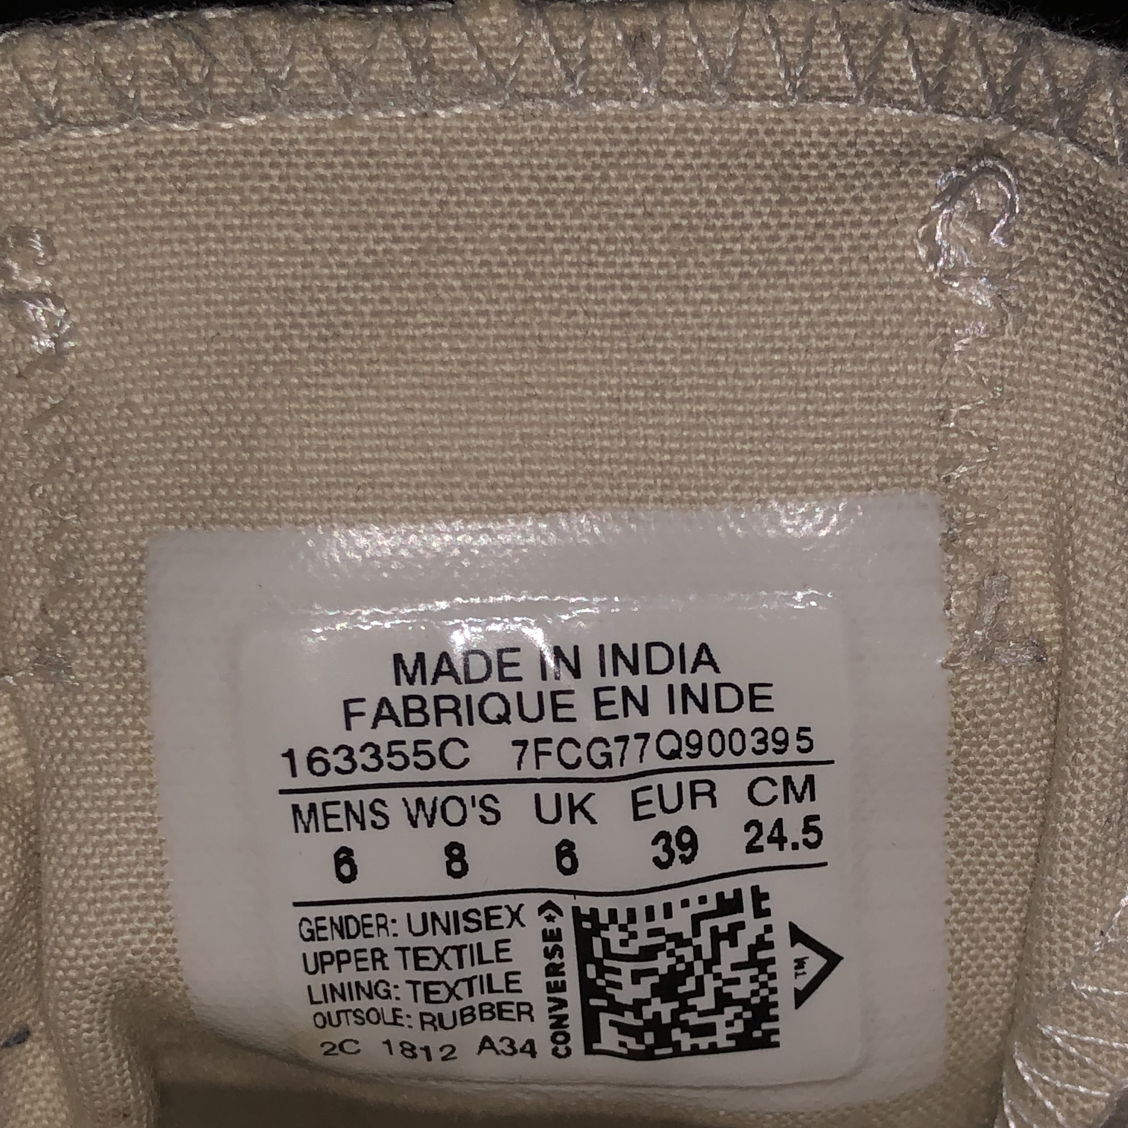 MADE IN INDIA
FABRIQUE EN INDE
163355C 7FCG77Q900395
MENS WO'S UK EUR CM
6 8 6 39 24.5
GENDER: UNISEX
UPPER TEXTILE
LINING: TEXTILE
OUTSOLE: RUBBER
2C 1812 A34
CONVERSE
TM